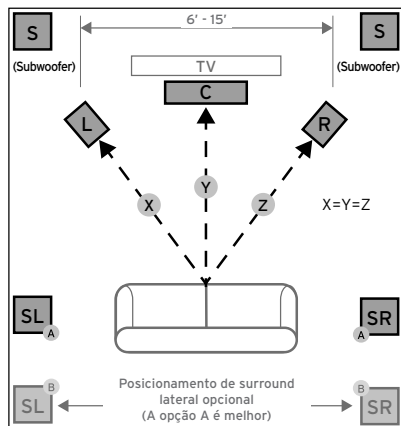 S
6' - 15'
S
(Subwoofer)
TV
(Subwoofer)
C
L
R
Y
X
Z
X=Y=Z
SL
A
SR
A
B
SL
Posicionamento de surround
lateral opcional
(A opção A é melhor)
B
SR